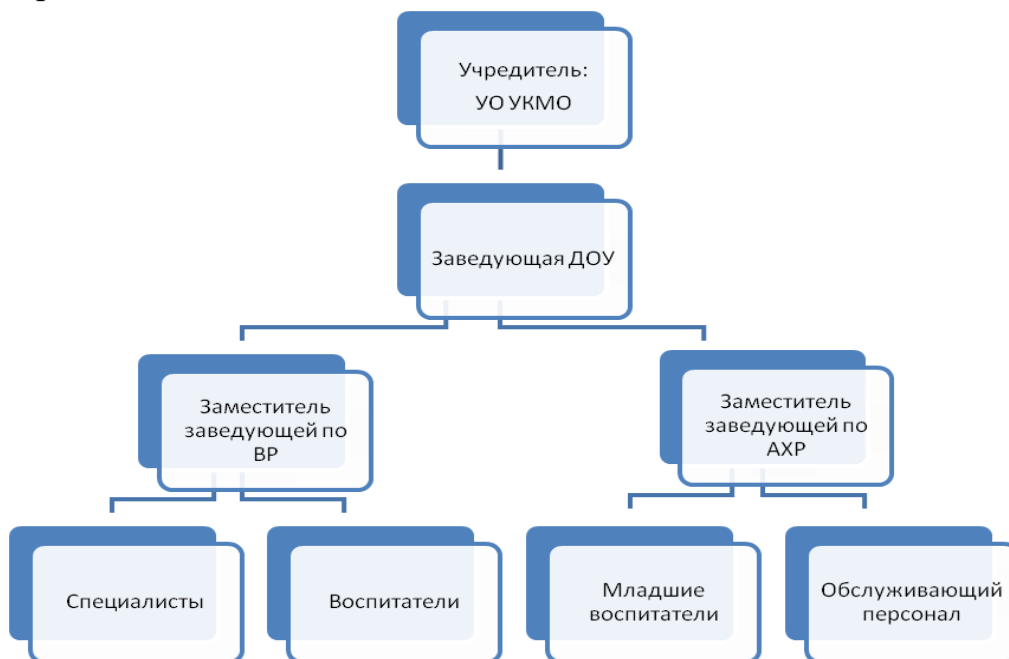 Учредитель:
УО УКМО
Заведующая ДОУ
Заместитель
заведующей по
ВР
Заместитель
заведующей по
АХР
Специалисты
Воспитатели
Младшие
воспитатели
Обслуживающий
персонал